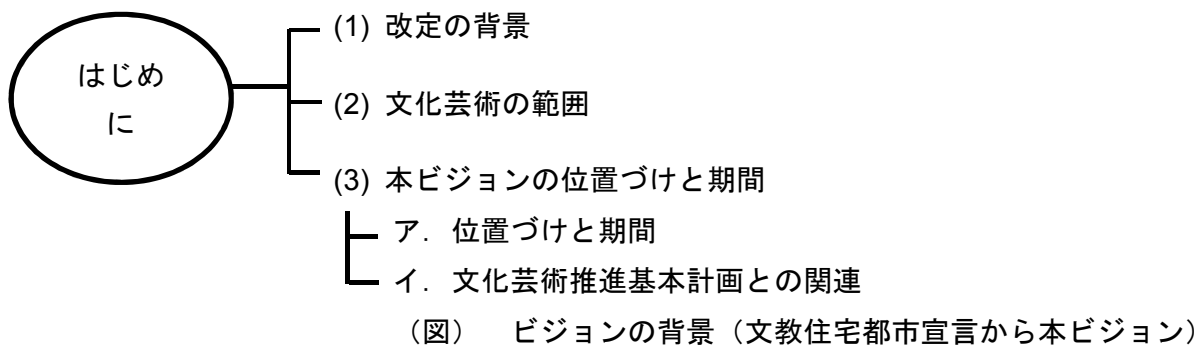 はじめ
に
(1) 改定の背景
(2) 文化芸術の範囲
(3) 本ビジョンの位置づけと期間
ア．位置づけと期間
イ．文化芸術推進基本計画との関連
（図）　ビジョンの背景（文教住宅都市宣言から本ビジョン）